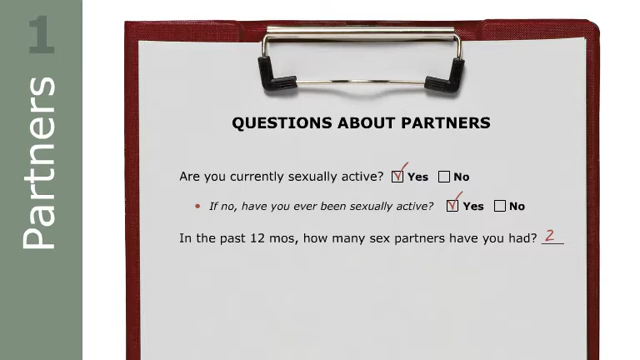 1
Partners
QUESTIONS ABOUT PARTNERS
Are you currently sexually active? Yes No
• If no, have you ever been sexually active? Yes No
In the past 12 mos, how many sex partners have you had? 2